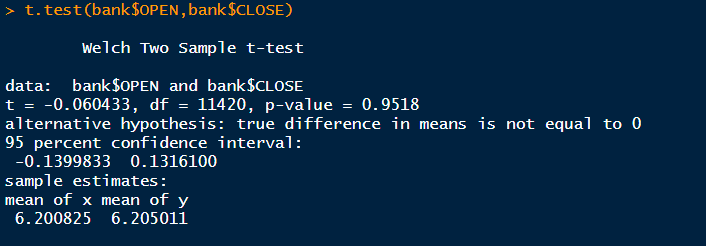 > t.test(bank$OPEN,bank$CLOSE)
Welch Two Sample t-test
data:  bank$OPEN and bank$CLOSE
t = -0.060433, df = 11420, p-value = 0.9518
alternative hypothesis: true difference in means is not equal to 0
95 percent confidence interval:
-0.1399833  0.1316100
sample estimates:
mean of x mean of y
6.200825  6.205011